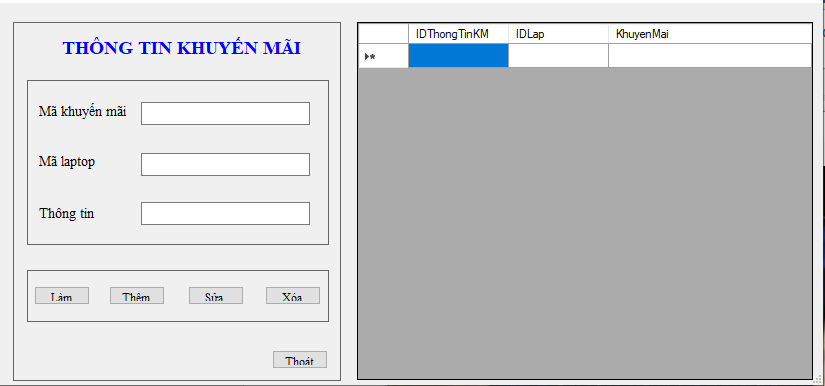 THÔNG TIN KHUYẾN MÃI
Mã khuyến mãi
Mã laptop
Thông tin
Làm Thêm Sửa Xóa
Thoát
IDThongTinKM IDLap KhuyenMai